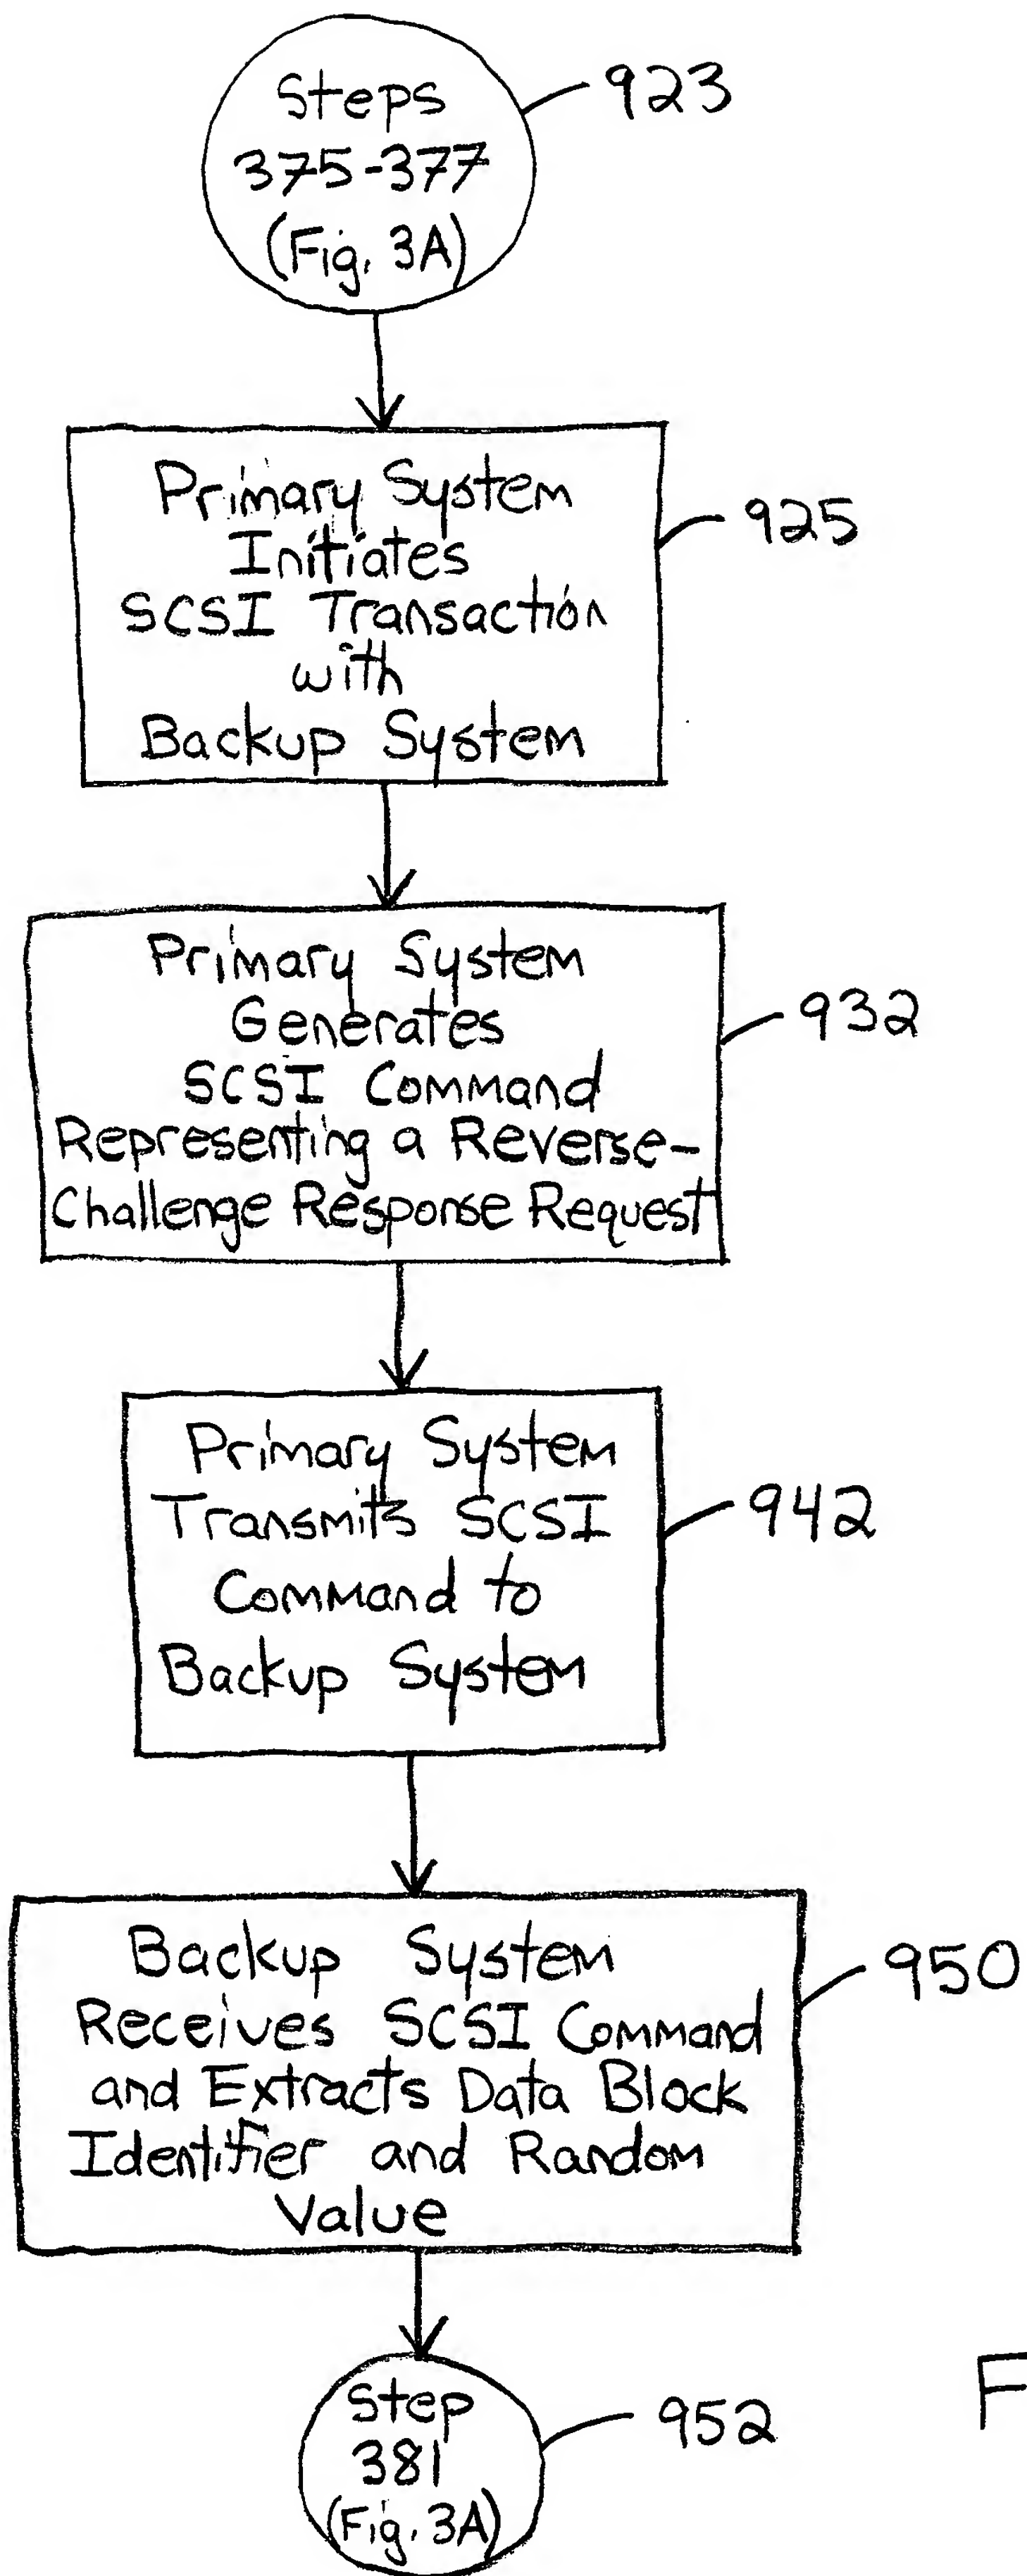 Steps
375-377
(Fig. 3A)
923
Primary System
Initiates
SCSI Transaction
with
Backup System
925
Primary System
Generates
SCSI Command
Representing a Reverse-
Challenge Response Request
932
Primary System
Transmits SCSI
Command to
Backup System
942
Backup System
Receives SCSI Command
and Extracts Data Block
Identifier and Random
Value
950
Step
381
(Fig. 3A)
952
F